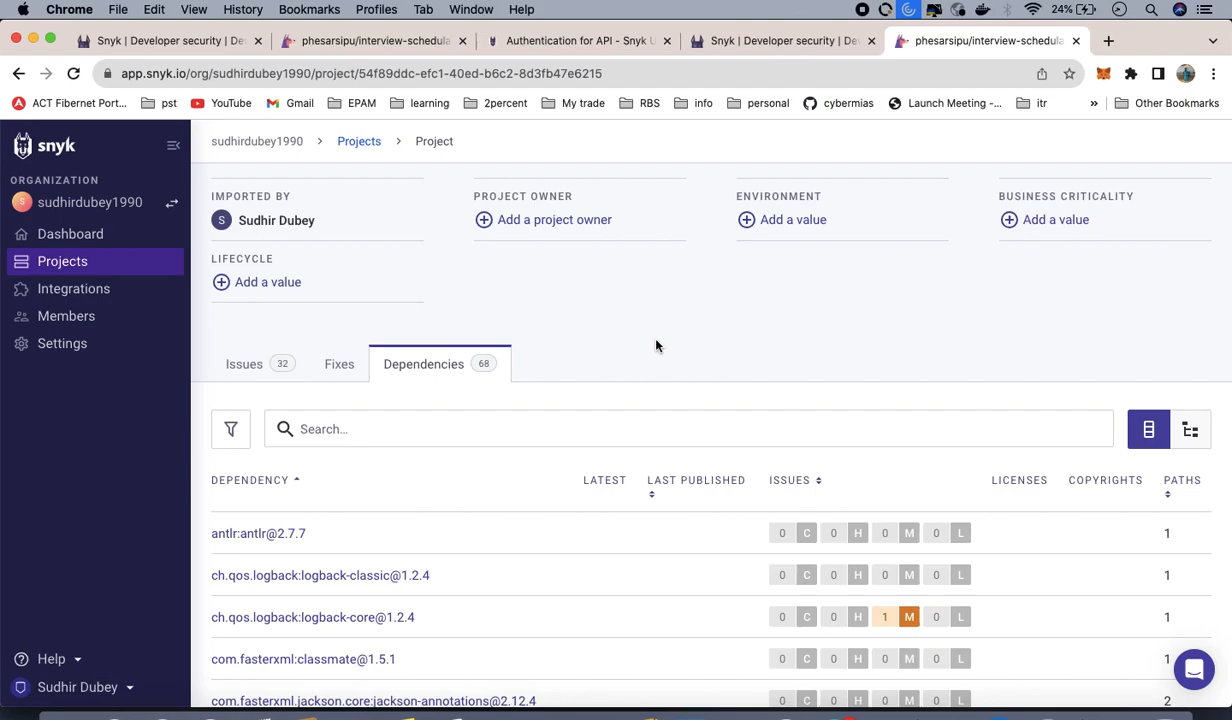 Chrome File Edit View History Bookmarks Profiles Tab Window Help 24%
Snyk | Developer security | De
phesarsipu/interview-schedula
Authentication for API - Snyk U
Snyk | Developer security | De
phesarsipu/interview-schedula
app.snyk.io/org/sudhirdubey1990/project/54f89ddc-efc1-40ed-b6c2-8d3fb47e6215
ACT Fibernet Port... pst YouTube Gmail EPAM learning 2percent My trade RBS info personal cybermias Launch Meeting -... itr » Other Bookmarks
snyk
ORGANIZATION
S sudhirdubey1990
Dashboard
Projects
Integrations
Members
Settings
Help
Sudhir Dubey
sudhirdubey1990 > Projects > Project
IMPORTED BY PROJECT OWNER ENVIRONMENT BUSINESS CRITICALITY
S Sudhir Dubey Add a project owner Add a value Add a value
LIFECYCLE
Add a value
Issues 32 Fixes Dependencies 68
Search...
DEPENDENCY LATEST LAST PUBLISHED ISSUES LICENSES COPYRIGHTS PATHS
antlr:antlr@2.7.7 0 C 0 H 0 M 0 L 1
ch.qos.logback:logback-classic@1.2.4 0 C 0 H 0 M 0 L 1
ch.qos.logback:logback-core@1.2.4 0 C 0 H 1 M 0 L 1
com.fasterxml:classmate@1.5.1 0 C 0 H 0 M 0 L 1
com.fasterxml.jackson.core:jackson-annotations@2.12.4 0 C 0 H 0 M 0 L 2